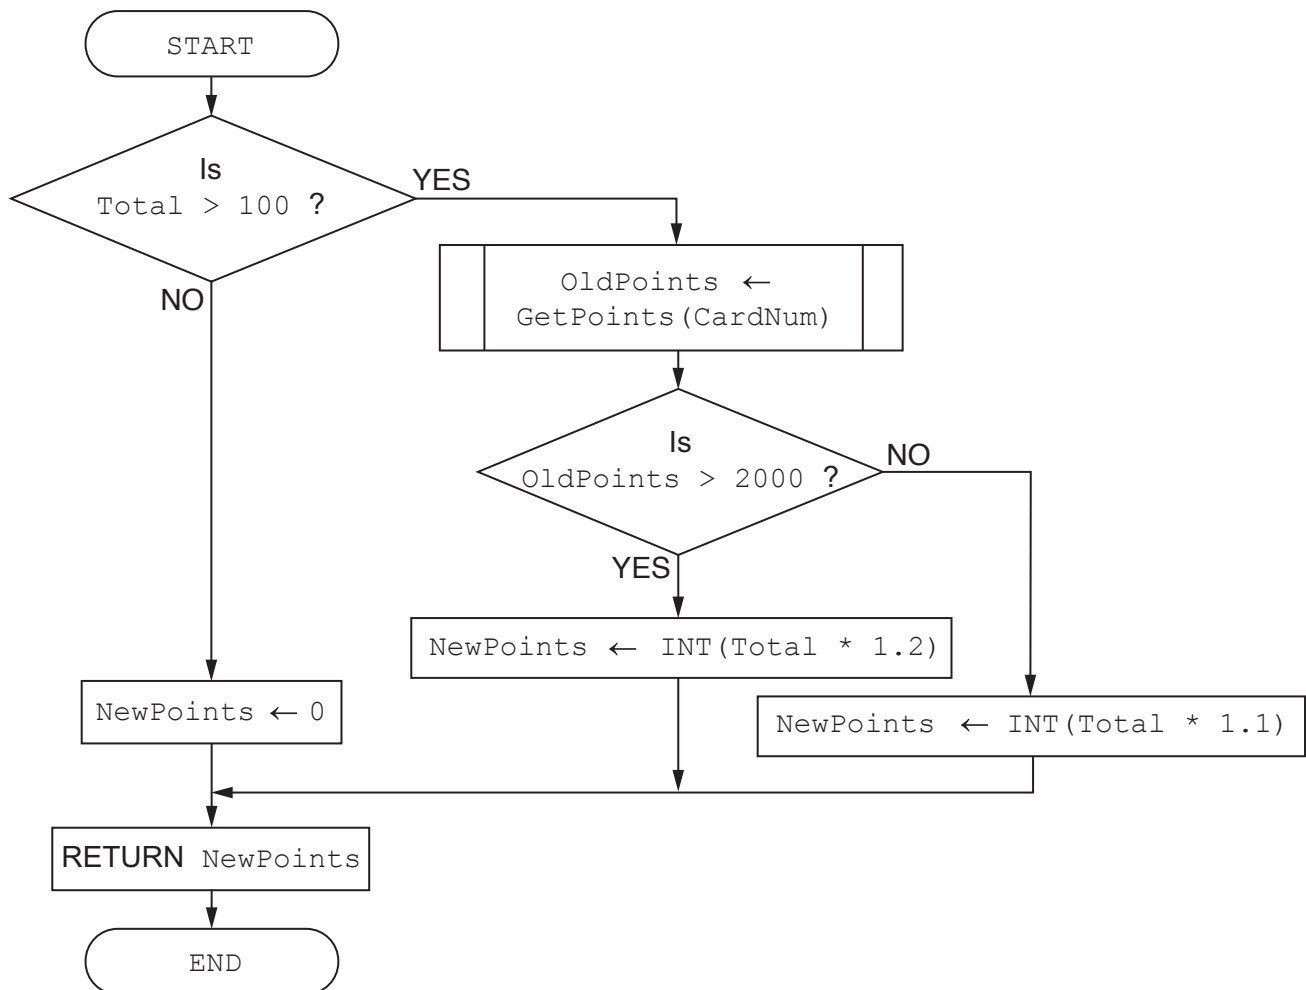 START
Is
Total > 100 ?
YES
NO
OldPoints ←
GetPoints(CardNum)
Is
OldPoints > 2000 ?
NO
YES
NewPoints ← INT(Total * 1.2)
NewPoints ← 0
NewPoints ← INT(Total * 1.1)
RETURN NewPoints
END